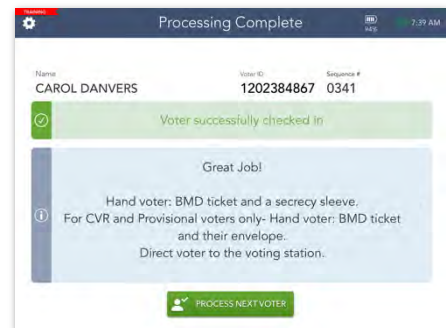 TRAINING
Processing Complete
7:39 AM
Name
Voter ID
Sequence #
CAROL DANVERS
1202384867
0341
Voter successfully checked in
Great Job!
Hand voter: BMD ticket and a secrecy sleeve.
For CVR and Provisional voters only- Hand voter: BMD ticket
and their envelope.
Direct voter to the voting station.
PROCESS NEXT VOTER